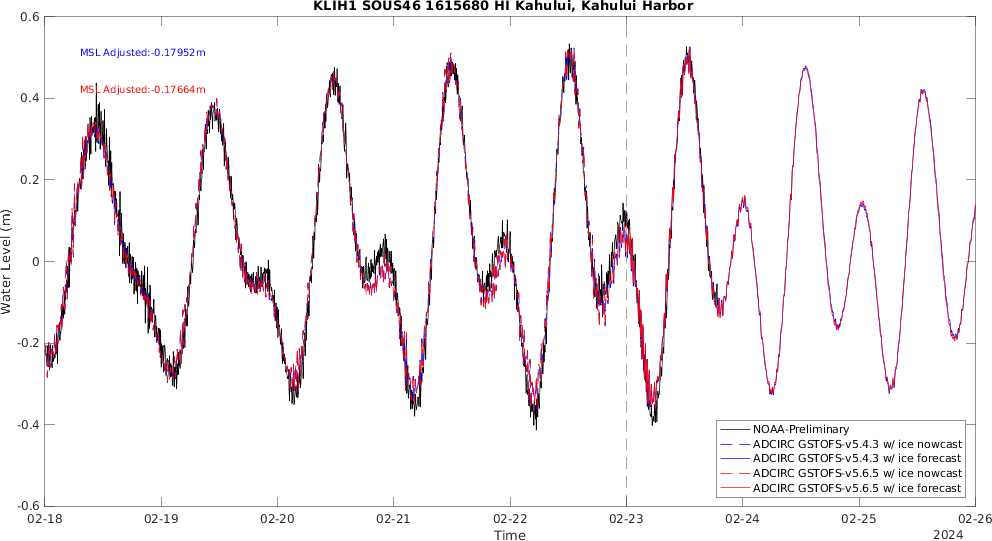 KLIH1 SOUS46 1615680 HI Kahului, Kahului Harbor
0.6
MSL Adjusted:-0.17952m
MSL Adjusted:-0.17664m
0.4
0.2
0
-0.2
-0.4
-0.6
Water Level (m)
NOAA-Preliminary
ADCIRC GSTOFS-v5.4.3 w/ ice nowcast
ADCIRC GSTOFS-v5.4.3 w/ ice forecast
ADCIRC GSTOFS-v5.6.5 w/ ice nowcast
ADCIRC GSTOFS-v5.6.5 w/ ice forecast
02-18 02-19 02-20 02-21 02-22 02-23 02-24 02-25 02-26
Time
2024